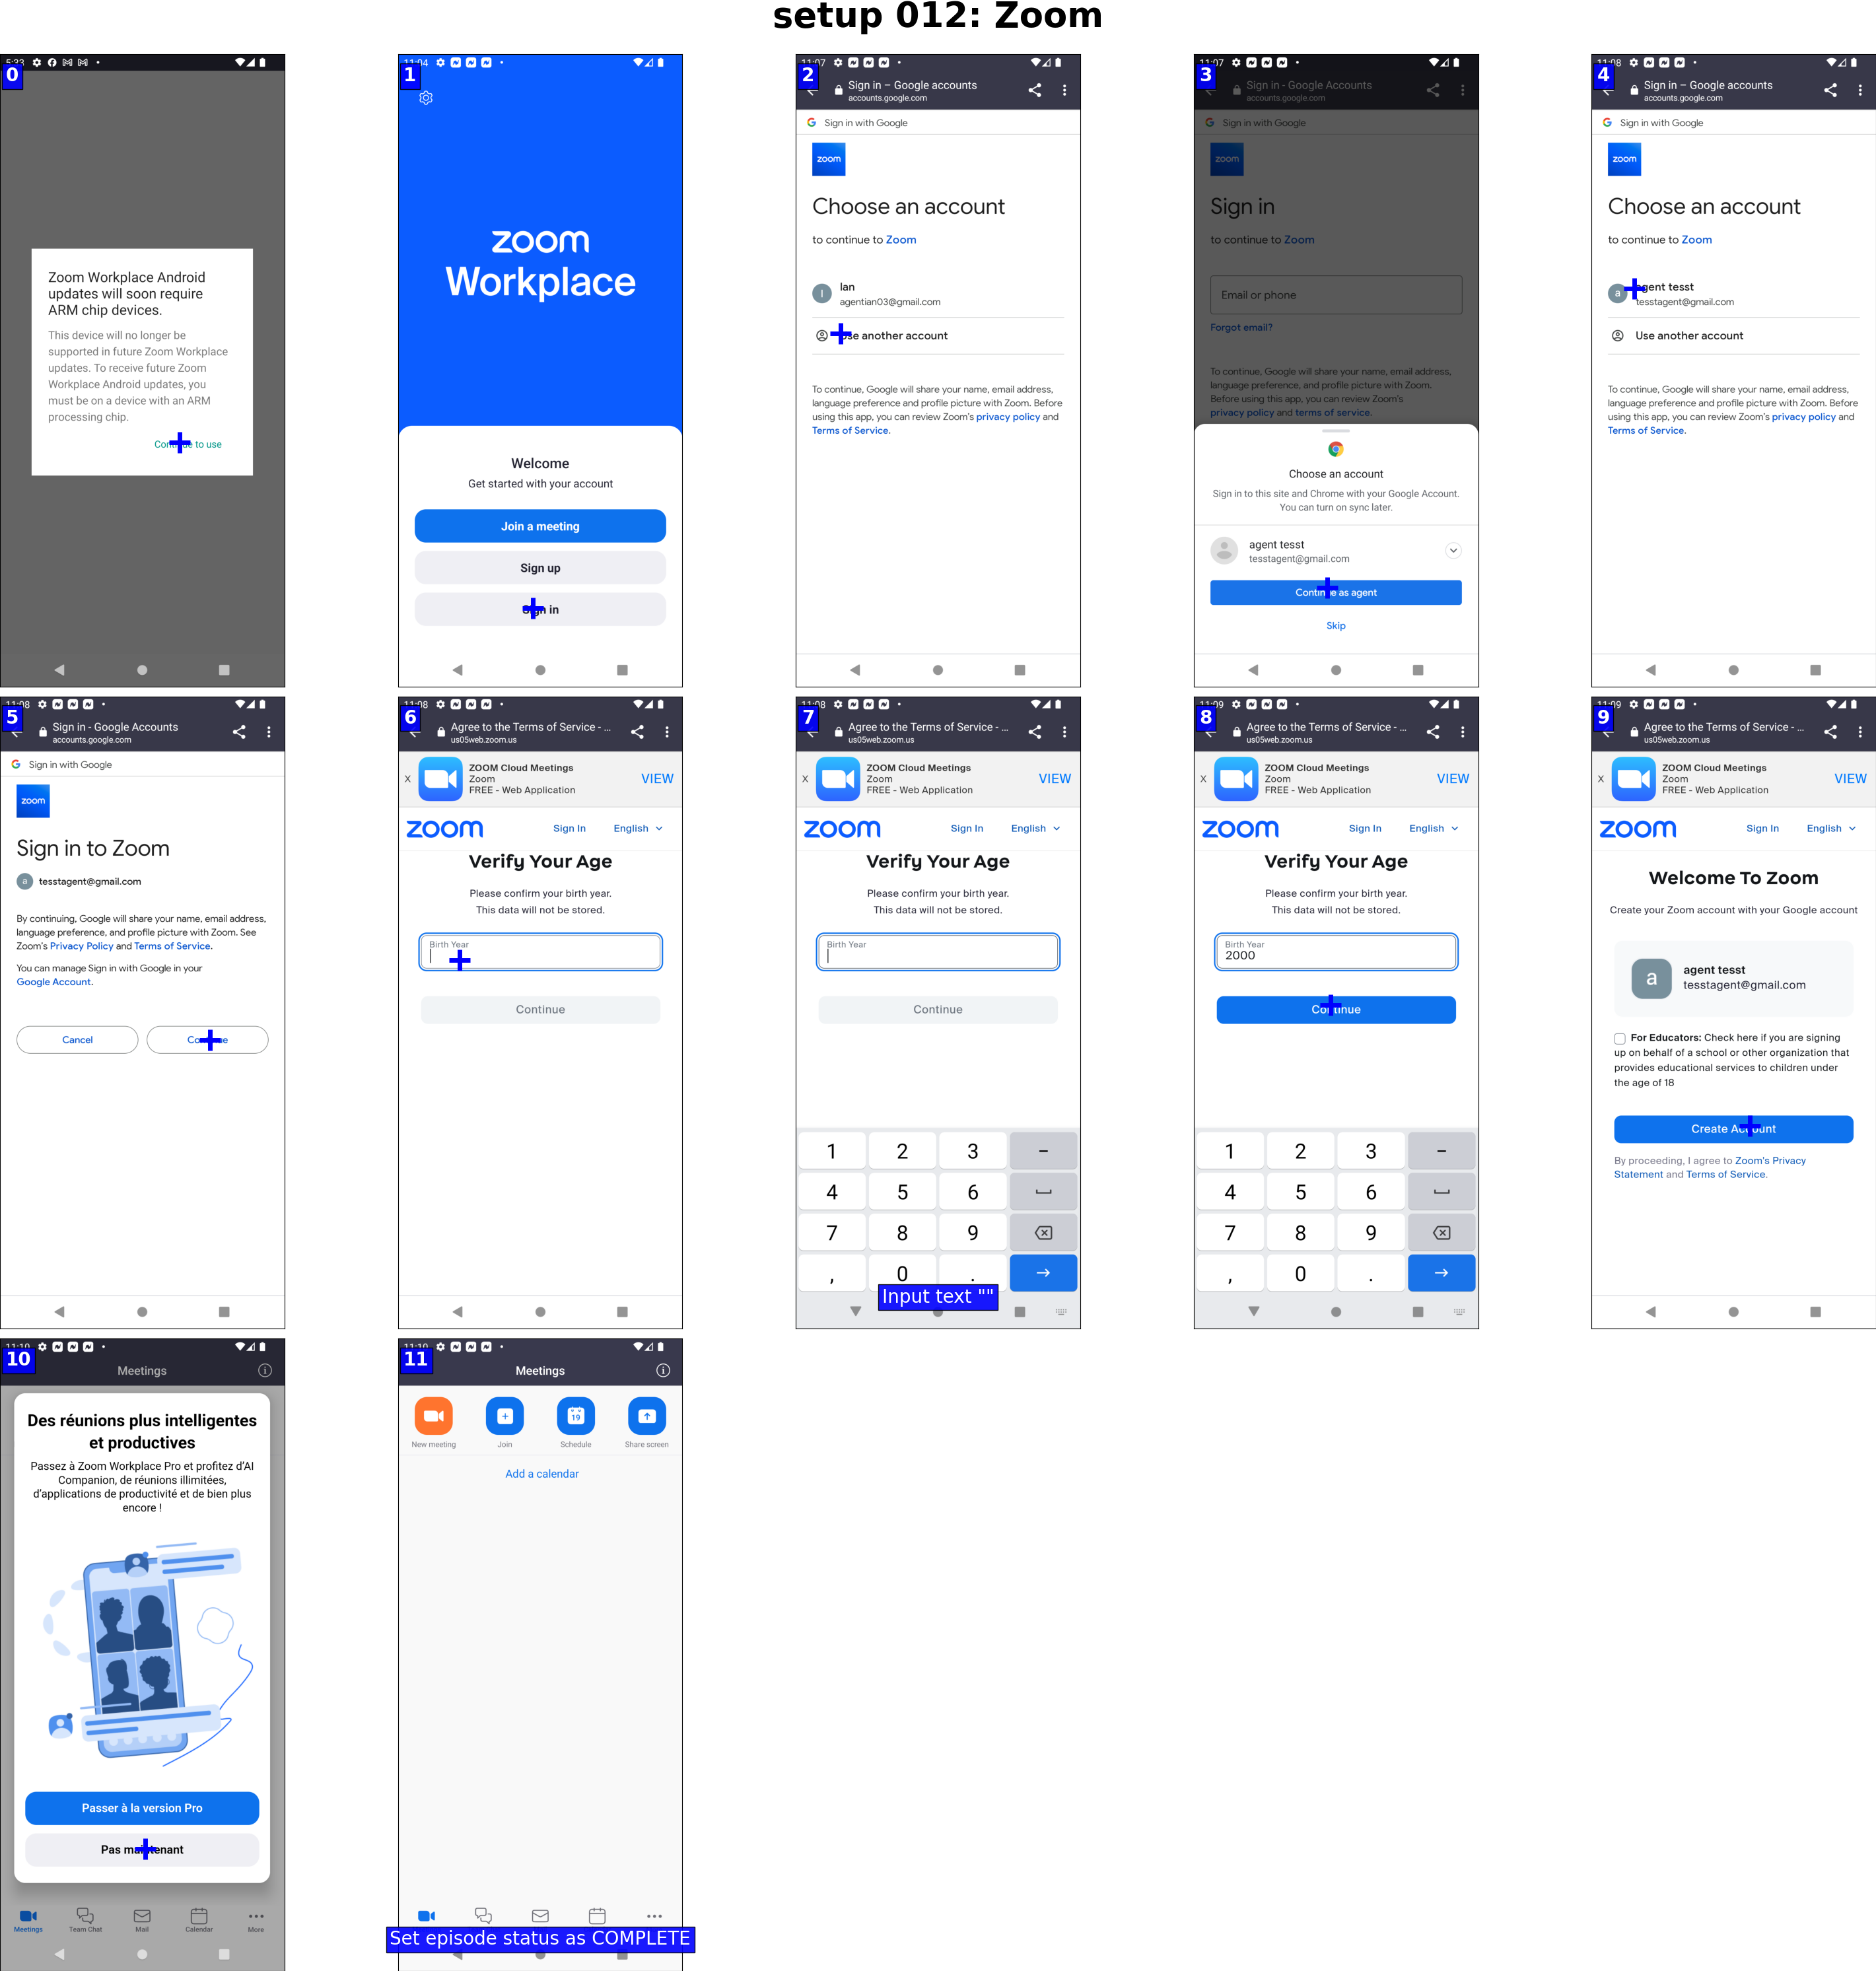 setup 012: Zoom
0
Zoom Workplace Android
updates will soon require
ARM chip devices.
This device will no longer be
supported in future Zoom Workplace
updates. To receive future Zoom
Workplace Android updates, you
must be on a device with an ARM
processing chip.
to use
1
zoom
Workplace
Welcome
Get started with your account
Join a meeting
Sign up
in
2
Sign in – Google accounts
accounts.google.com
Sign in with Google
zoom
Choose an account
to continue to Zoom
Ian
agentian03@gmail.com
another account
To continue, Google will share your name, email address,
language preference, and profile picture with Zoom. Before
using this app, you can review Zoom's privacy policy and
Terms of Service.
3
11:07
Sign in - Google Accounts
accounts.google.com
Sign in with Google
zoom
Sign in
to continue to Zoom
Email or phone
Forgot email?
To continue, Google will share your name, email address,
language preference, and profile picture with Zoom.
Before using this app, you can review Zoom's
privacy policy and terms of service.
Choose an account
Sign in to this site and Chrome with your Google Account.
You can turn on sync later.
agent tesst
tesstagent@gmail.com
Continue as agent
Skip
4
Sign in – Google accounts
accounts.google.com
Sign in with Google
zoom
Choose an account
to continue to Zoom
a
tesst
tesstagent@gmail.com
Use another account
To continue, Google will share your name, email address,
language preference, and profile picture with Zoom. Before
using this app, you can review Zoom's privacy policy and
Terms of Service.
5
Sign in - Google Accounts
accounts.google.com
Sign in with Google
zoom
Sign in to Zoom
a tesstagent@gmail.com
By continuing, Google will share your name, email address,
language preference, and profile picture with Zoom. See
Zoom's Privacy Policy and Terms of Service.
You can manage Sign in with Google in your
Google Account.
Cancel
6
Agree to the Terms of Service - ...
us05web.zoom.us
X
ZOOM Cloud Meetings
Zoom
FREE - Web Application
VIEW
zoom
Sign In
English
Verify Your Age
Please confirm your birth year.
This data will not be stored.
Birth Year
Continue
7
Agree to the Terms of Service - ...
us05web.zoom.us
X
ZOOM Cloud Meetings
Zoom
FREE - Web Application
VIEW
zoom
Sign In
English
Verify Your Age
Please confirm your birth year.
This data will not be stored.
Birth Year
Continue
1 2 3 –
4 5 6
7 8 9
, 0 .
Input text ""
8
Agree to the Terms of Service - ...
us05web.zoom.us
X
ZOOM Cloud Meetings
Zoom
FREE - Web Application
VIEW
zoom
Sign In
English
Verify Your Age
Please confirm your birth year.
This data will not be stored.
Birth Year
2000
Continue
1 2 3 –
4 5 6
7 8 9
, 0 .
9
Agree to the Terms of Service - ...
us05web.zoom.us
X
ZOOM Cloud Meetings
Zoom
FREE - Web Application
VIEW
zoom
Sign In
English
Welcome To Zoom
Create your Zoom account with your Google account
a
agent tesst
tesstagent@gmail.com
For Educators: Check here if you are signing
up on behalf of a school or other organization that
provides educational services to children under
the age of 18
Create Account
By proceeding, I agree to Zoom's Privacy
Statement and Terms of Service.
10
Meetings
Des réunions plus intelligentes
et productives
Passez à Zoom Workplace Pro et profitez d'AI
Companion, de réunions illimitées,
d'applications de productivité et de bien plus
encore !
Passer à la version Pro
Pas maintenant
Meetings
Team Chat
Mail
Calendar
More
11
Meetings
New meeting
Join
19
Schedule
Share screen
Add a calendar
Set episode status as COMPLETE